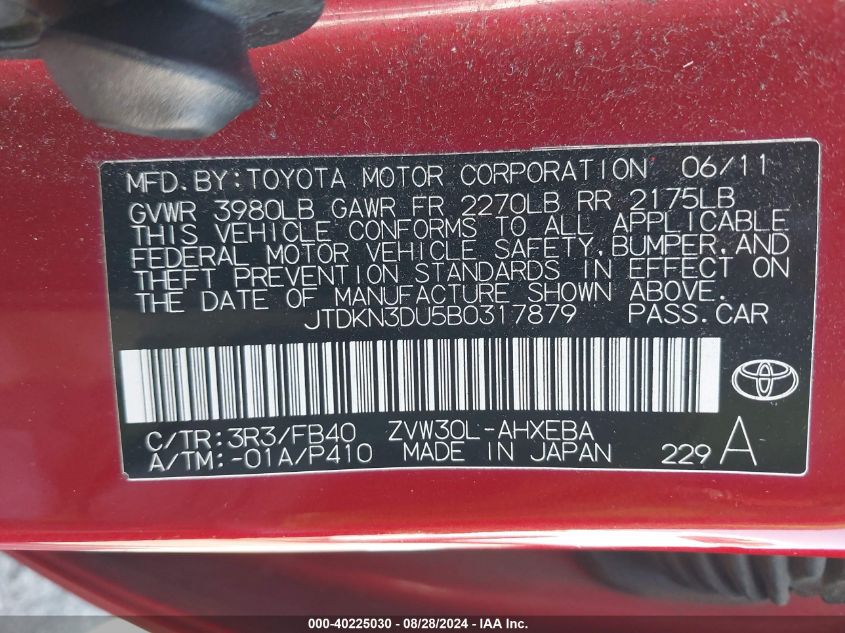 MFD.BY:TOYOTA MOTOR CORPORATION 06/11
GVWR 3980LB GAWR FR 2270LB RR 2175LB
THIS VEHICLE CONFORMS TO ALL APPLICABLE
FEDERAL MOTOR VEHICLE SAFETY,BUMPER,AND
THEFT PREVENTION STANDARDS IN EFFECT ON
THE DATE OF MANUFACTURE SHOWN ABOVE.
JTDKN3DU5B0317879 PASS.CAR
C/TR:3R3/FB40 ZVW30L-AHXEBA
A/TM:-01A/P410 MADE IN JAPAN 229 A
000-40225030 - 08/28/2024 - IAA Inc.